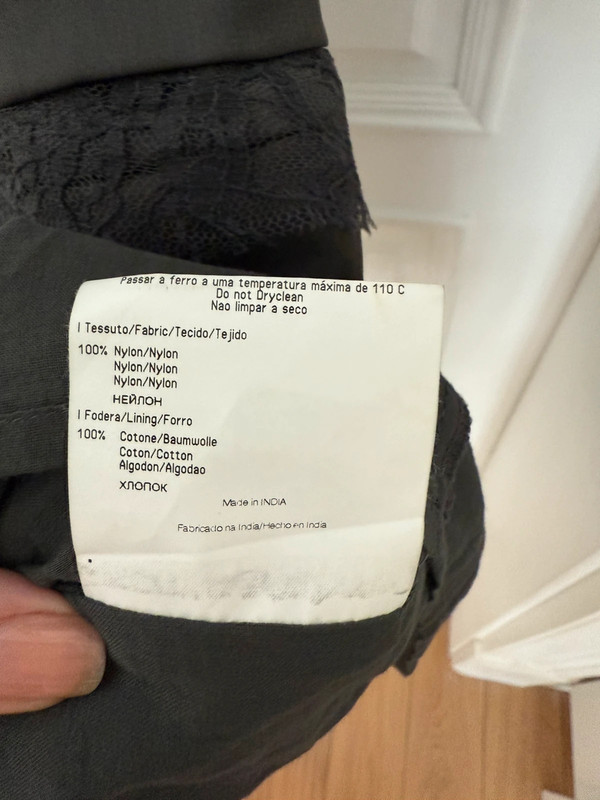 Passar a ferro a uma temperatura máxima de 110 C
Do not Dryclean
Nao limpar a seco
I Tessuto/Fabric/Tecido/Tejido
100% Nylon/Nylon
Nylon/Nylon
Nylon/Nylon
НЕЙЛОН
I Fodera/Lining/Forro
100% Cotone/Baumwolle
Coton/Cotton
Algodon/Algodao
ХЛОПОК
Made in INDIA
Fabricado na India/Hecho en India